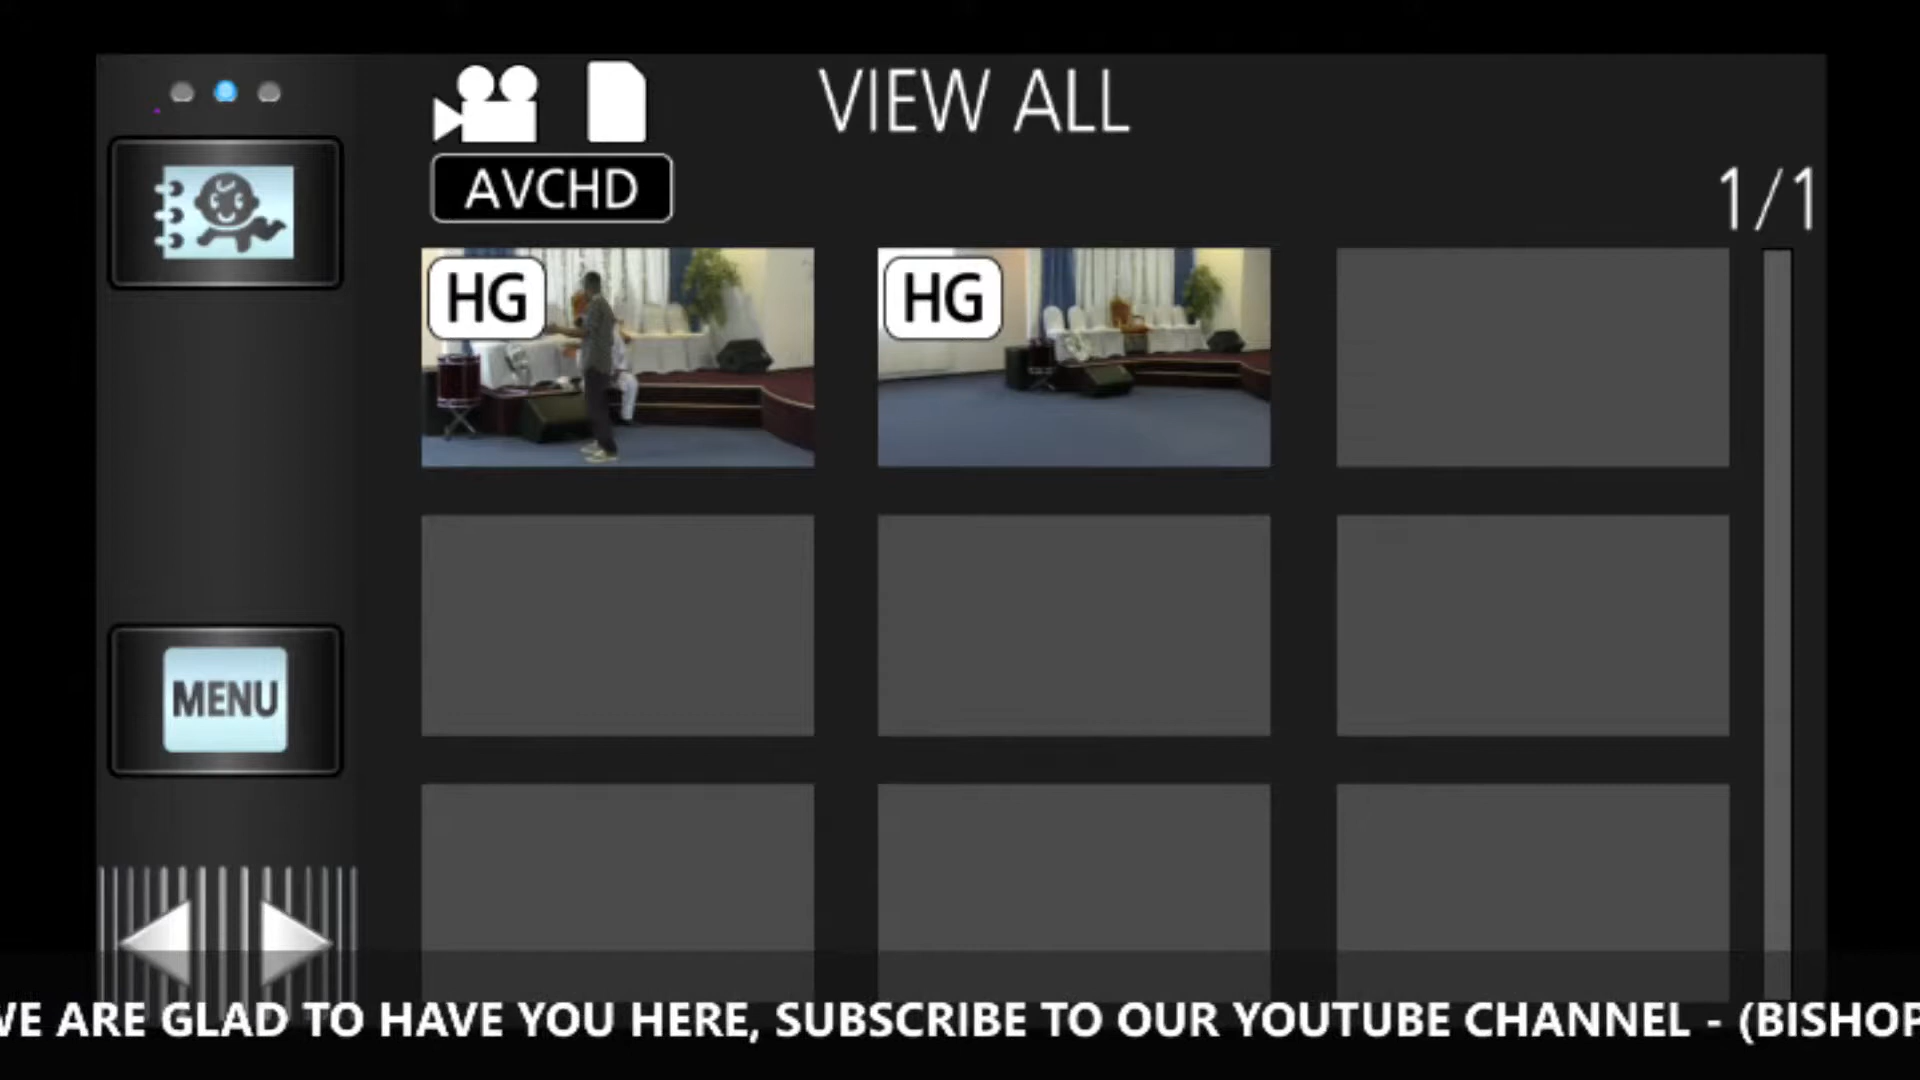 VIEW ALL
AVCHD
1/1
HG
HG
MENU
WE ARE GLAD TO HAVE YOU HERE, SUBSCRIBE TO OUR YOUTUBE CHANNEL - (BISHOP